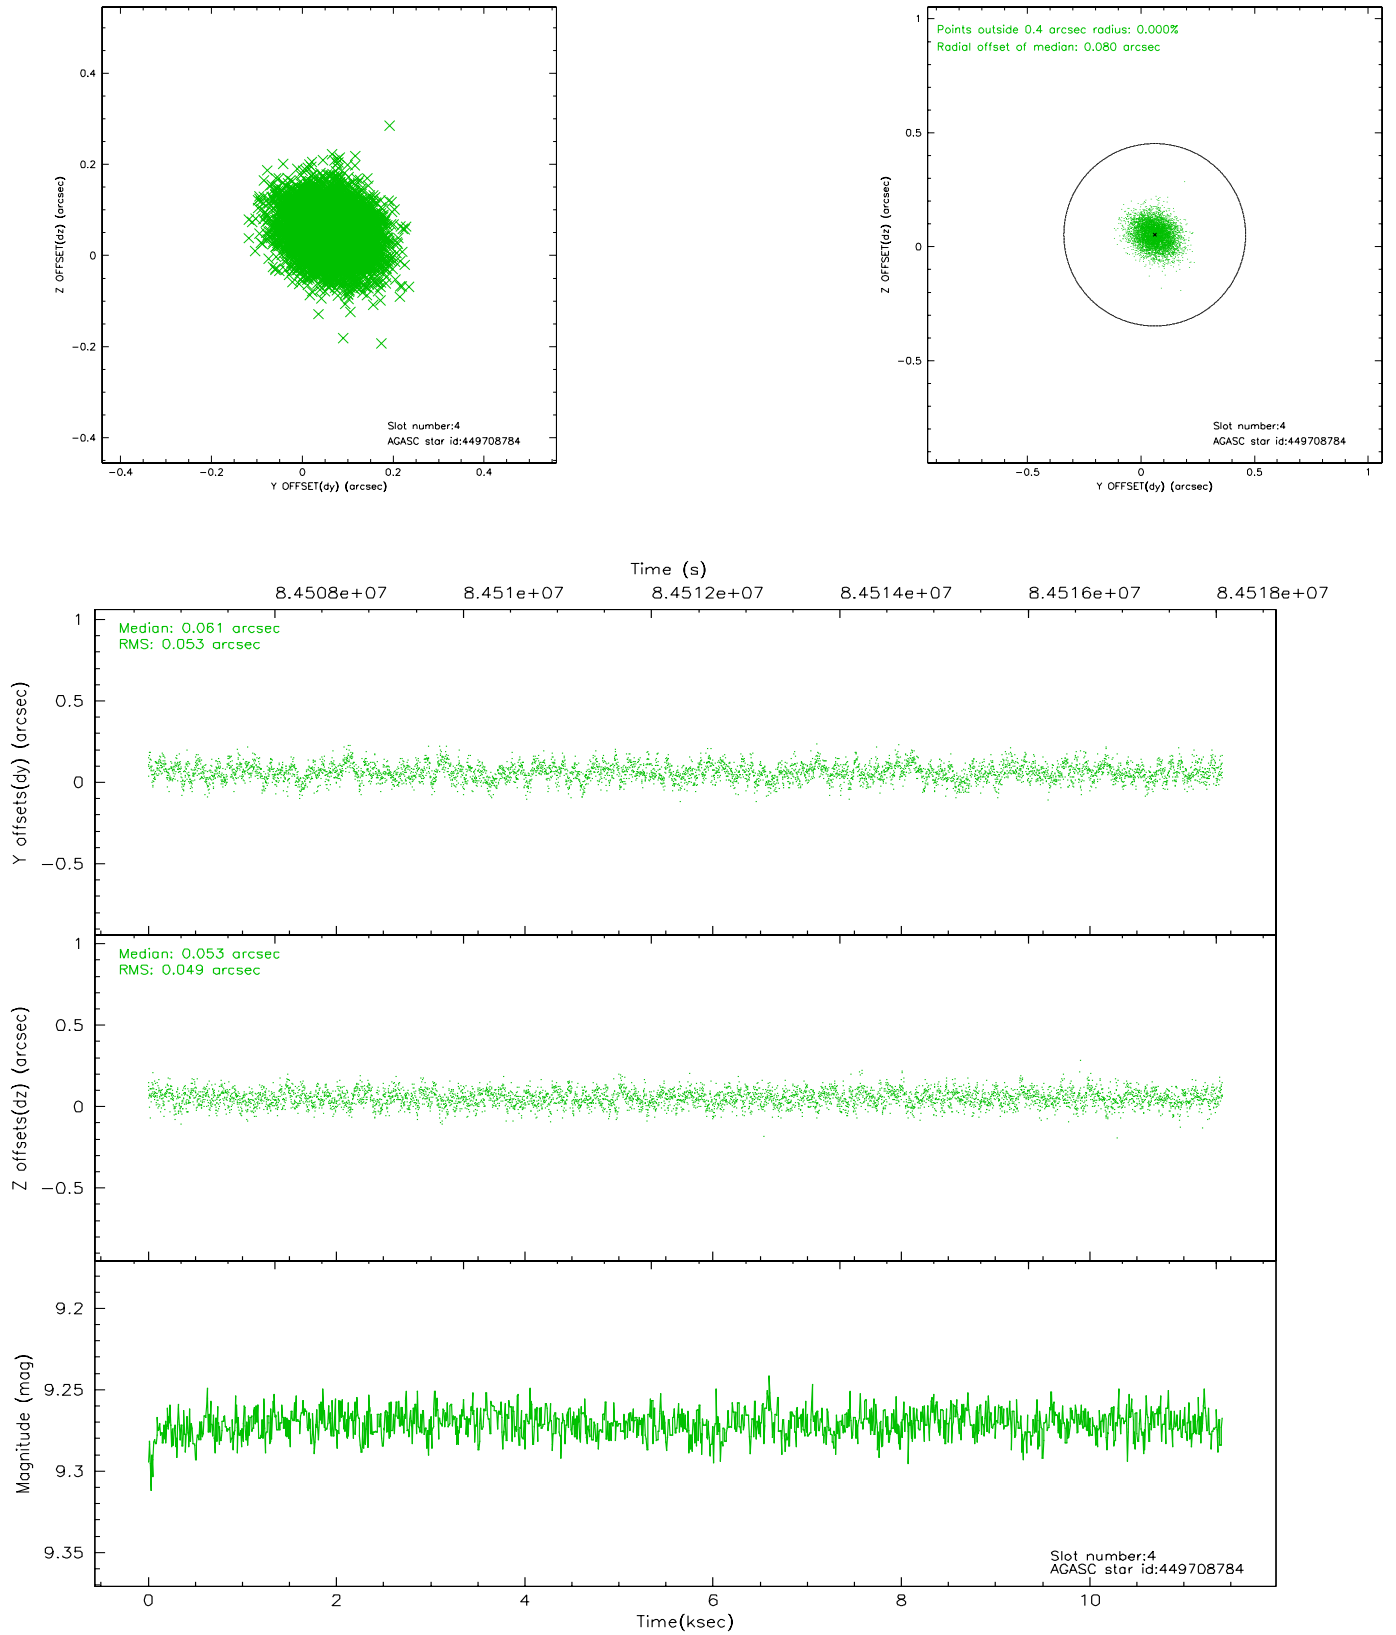 0.4
0.2
0
-0.2
-0.4
Z OFFSET(dz) (arcsec)
Slot number:4
AGASC star id:449708784
-0.4 -0.2 0 0.2 0.4
Y OFFSET(dy) (arcsec)
Points outside 0.4 arcsec radius: 0.000%
Radial offset of median: 0.080 arcsec
1
0.5
0
-0.5
Z OFFSET(dz) (arcsec)
Slot number:4
AGASC star id:449708784
-0.5 0 0.5 1
Y OFFSET(dy) (arcsec)
Time (s)
8.4508e+07 8.451e+07 8.4512e+07 8.4514e+07 8.4516e+07 8.4518e+07
Median: 0.061 arcsec
RMS: 0.053 arcsec
1
0.5
0
-0.5
Y offsets(dy) (arcsec)
Median: 0.053 arcsec
RMS: 0.049 arcsec
1
0.5
0
-0.5
Z offsets(dz) (arcsec)
9.2
9.25
9.3
9.35
Magnitude (mag)
Slot number:4
AGASC star id:449708784
0 2 4 6 8 10
Time(ksec)